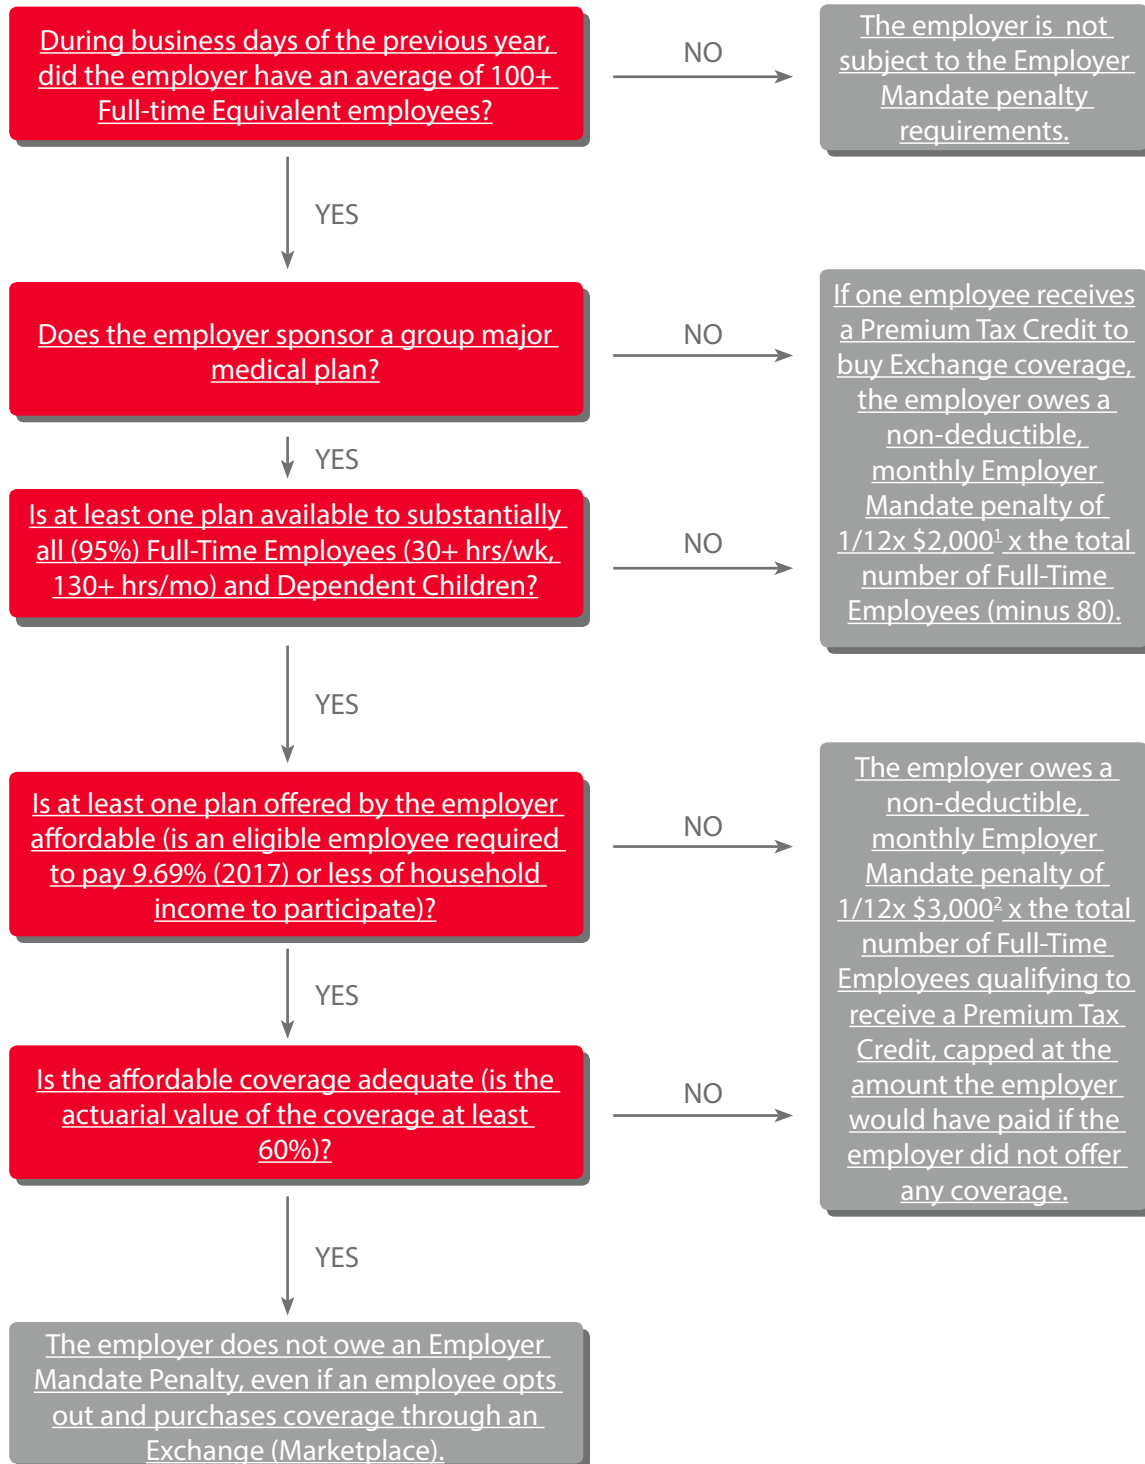 During business days of the previous year,
did the employer have an average of 100+
Full-time Equivalent employees?
NO
The employer is not
subject to the Employer
Mandate penalty
requirements.
YES
Does the employer sponsor a group major
medical plan?
NO
If one employee receives
a Premium Tax Credit to
buy Exchange coverage,
the employer owes a
non-deductible,
monthly Employer
Mandate penalty of
1/12x $2,000¹ x the total
number of Full-Time
Employees (minus 80).
YES
Is at least one plan available to substantially
all (95%) Full-Time Employees (30+ hrs/wk,
130+ hrs/mo) and Dependent Children?
NO
YES
Is at least one plan offered by the employer
affordable (is an eligible employee required
to pay 9.69% (2017) or less of household
income to participate)?
NO
The employer owes a
non-deductible,
monthly Employer
Mandate penalty of
1/12x $3,000² x the total
number of Full-Time
Employees qualifying to
receive a Premium Tax
Credit, capped at the
amount the employer
would have paid if the
employer did not offer
any coverage.
YES
Is the affordable coverage adequate (is the
actuarial value of the coverage at least
60%)?
NO
YES
The employer does not owe an Employer
Mandate Penalty, even if an employee opts
out and purchases coverage through an
Exchange (Marketplace).